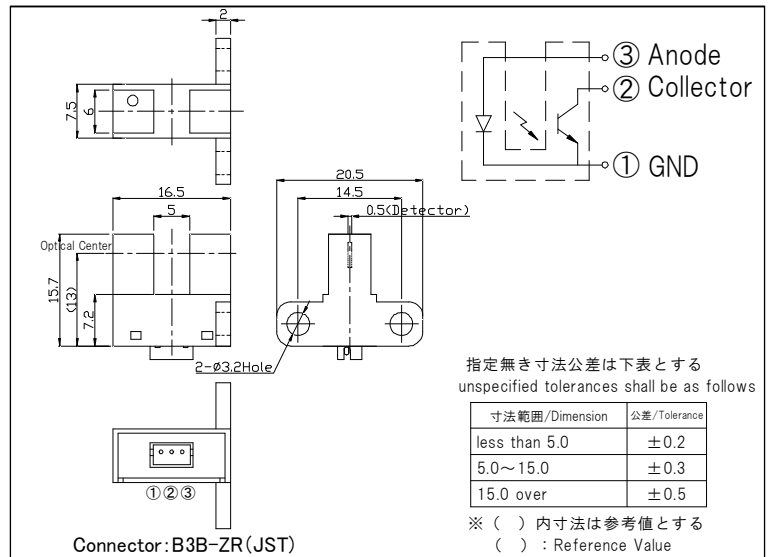 2
7.5
6
16.5
5
Optical Center
15.7
(13)
7.2
20.5
14.5
0.5(Detector)
2-Ø3.2Hole
③ Anode
② Collector
① GND
①②③
Connector:B3B-ZR(JST)
指定無き寸法公差は下表とする
unspecified tolerances shall be as follows
寸法範囲/Dimension 公差/Tolerance
less than 5.0 ±0.2
5.0～15.0 ±0.3
15.0 over ±0.5
※（　）内寸法は参考値とする
（　）：Reference Value